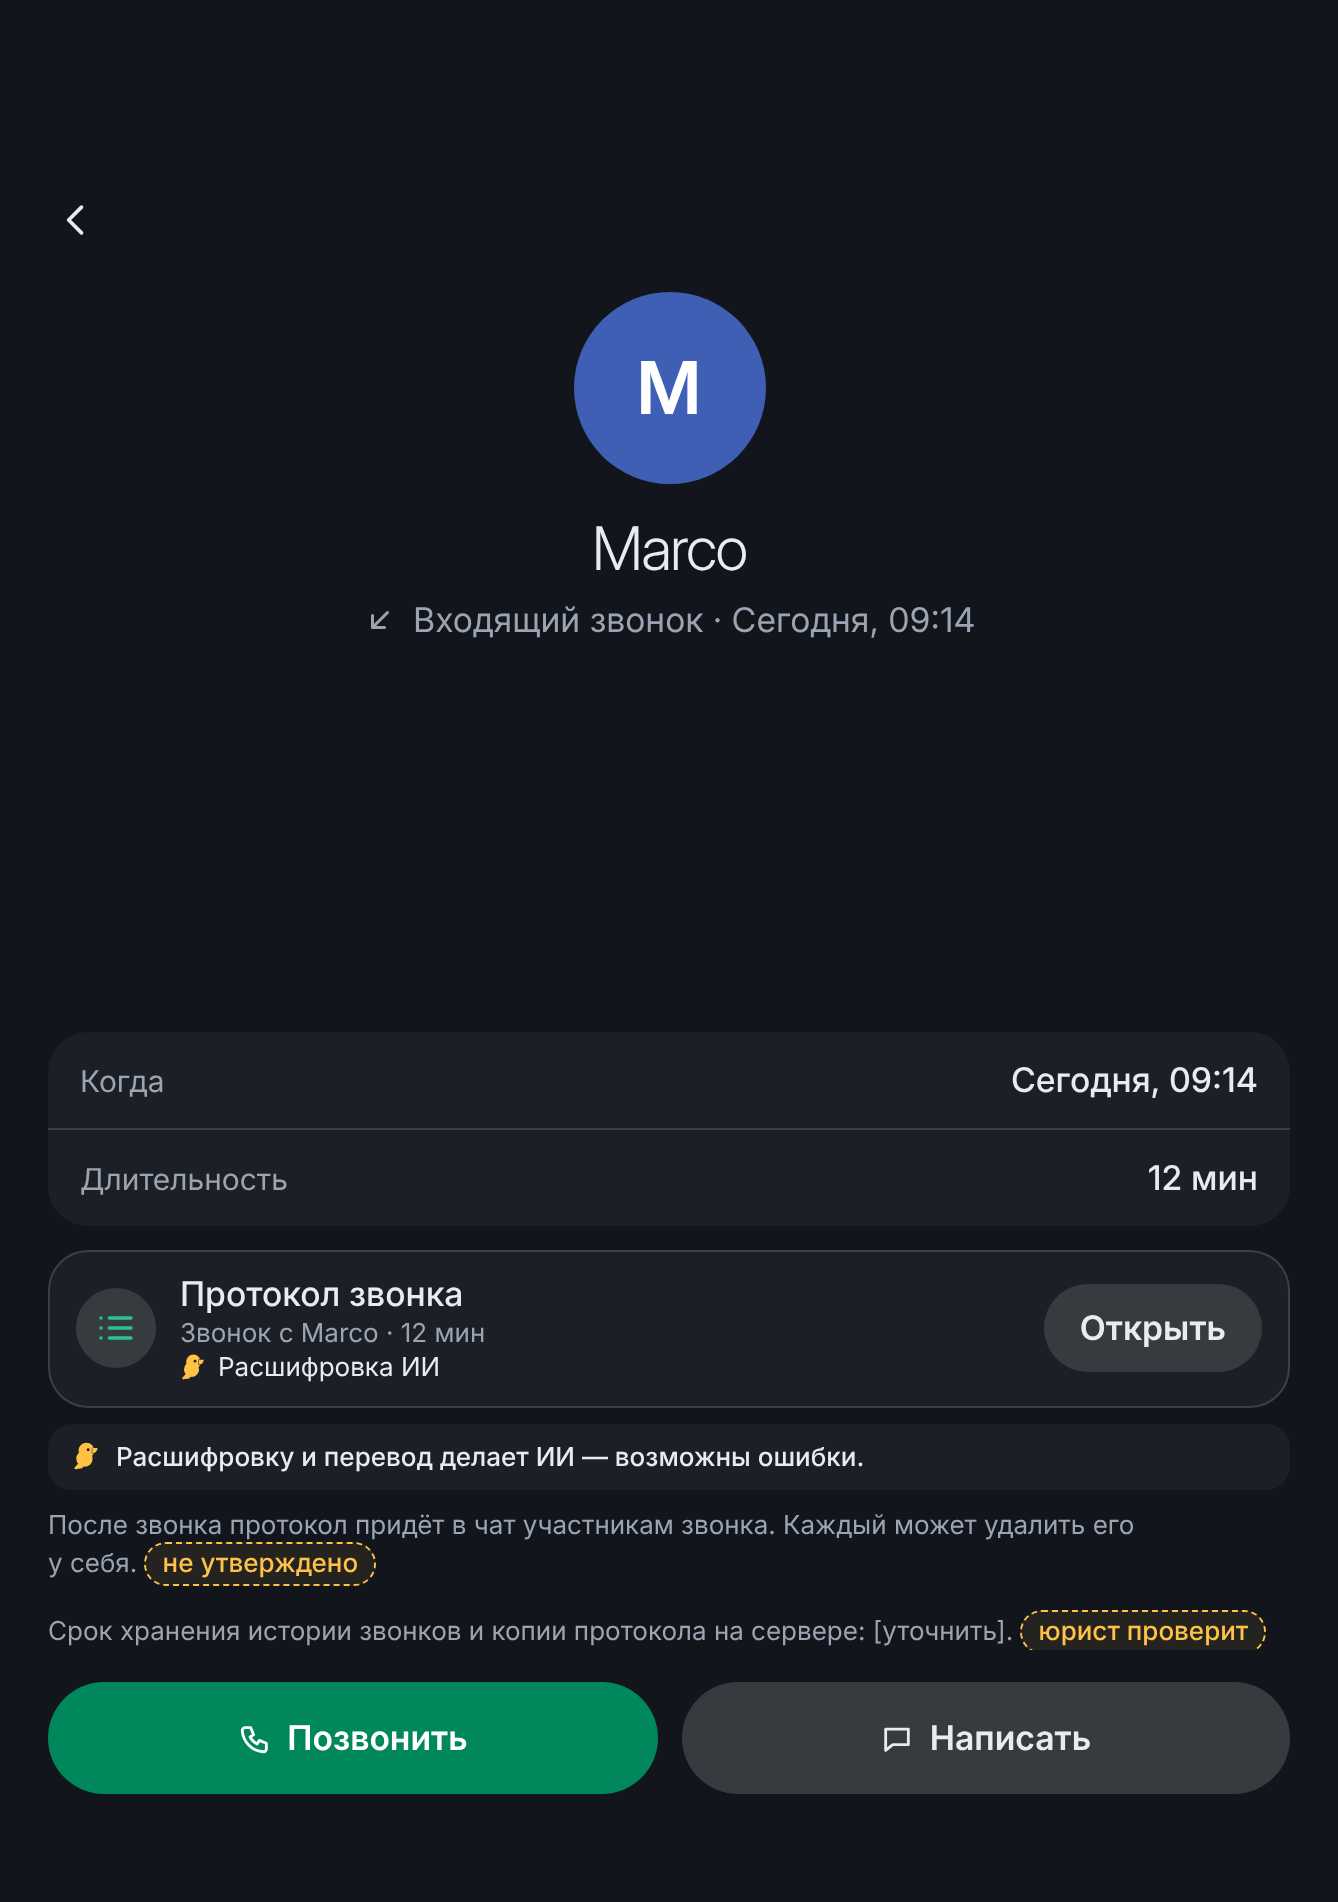 M
Marco
Входящий звонок · Сегодня, 09:14
Когда
Сегодня, 09:14
Длительность
12 мин
Протокол звонка
Звонок с Marco · 12 мин
Расшифровка ИИ
Открыть
Расшифровку и перевод делает ИИ — возможны ошибки.
После звонка протокол придёт в чат участникам звонка. Каждый может удалить его
у себя. не утверждено
Срок хранения истории звонков и копии протокола на сервере: [уточнить]. юрист проверит
Позвонить
Написать